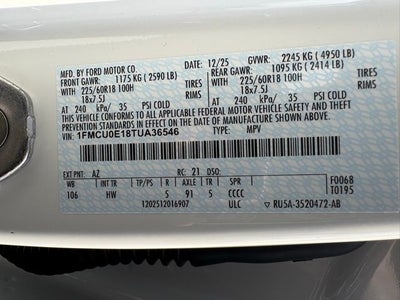 MFD. BY FORD MOTOR CO. 12/25 GVWR: 2245 KG ( 4950 LB)
FRONT GAWR: 1175 KG ( 2590 LB) REAR GAWR: 1095 KG ( 2414 LB)
WITH 225/60R18 100H TIRES WITH 225/60R18 100H TIRES
18x7.5J RIMS 18x7.5J RIMS
AT 240 kPa/ 35 PSI COLD AT 240 kPa/ 35 PSI COLD
THIS VEHICLE CONFORMS TO ALL APPLICABLE FEDERAL MOTOR VEHICLE SAFETY, BUMPER
AND THEFT PREVENTION STANDARDS IN EFFECT ON THE DATE OF MANUFACTURE SHOWN ABOVE.
VIN: 1FMCU0E18TUA36546 TYPE: MPV
EXT PNT: AZ RC: 21 DSO: F0068
WB INT TR R AXLE 5 SPR T0195
106 HW 5 91 5 CCCC
1202512016907 ULC ▽ RU5A-3520472-AB